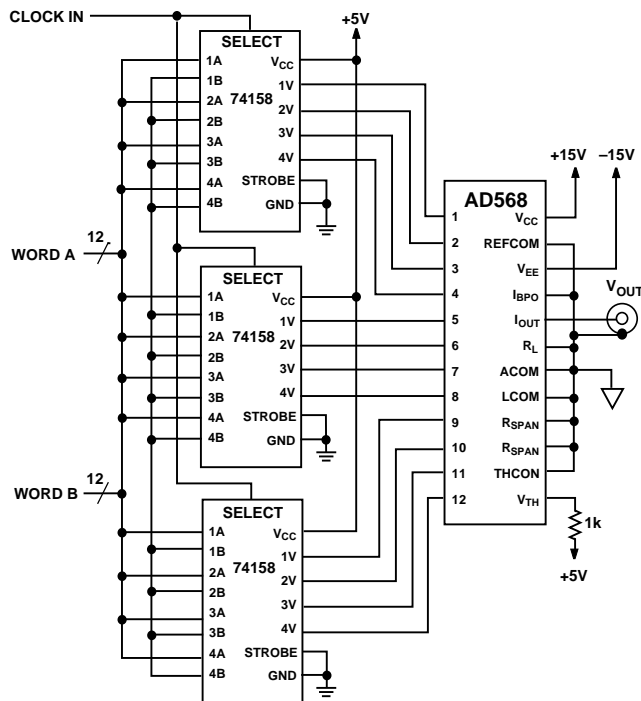 CLOCK IN
+5V
SELECT
1A
1B
2A
2B
3A
3B
4A
4B
74158
VCC
1V
2V
3V
4V
STROBE
GND
12
WORD A
SELECT
1A
1B
2A
2B
3A
3B
4A
4B
74158
VCC
1V
2V
3V
4V
STROBE
GND
12
WORD B
SELECT
1A
1B
2A
2B
3A
3B
4A
4B
74158
VCC
1V
2V
3V
4V
STROBE
GND
+15V
–15V
AD568
1
2
3
4
5
6
7
8
9
10
11
12
VCC
REFCOM
VEE
IBPO
IOUT
RL
ACOM
LCOM
RSPAN
RSPAN
THCON
VTH
VOUT
1k
+5V